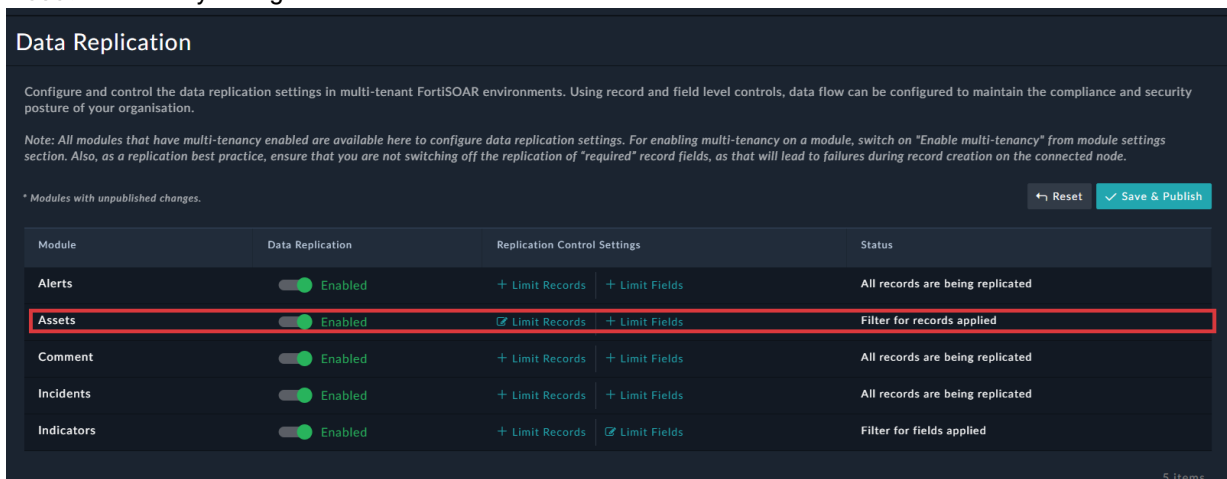 Data Replication
Configure and control the data replication settings in multi-tenant FortiSOAR environments. Using record and field level controls, data flow can be configured to maintain the compliance and security
posture of your organisation.
Note: All modules that have multi-tenancy enabled are available here to configure data replication settings. For enabling multi-tenancy on a module, switch on "Enable multi-tenancy" from module settings
section. Also, as a replication best practice, ensure that you are not switching off the replication of "required" record fields, as that will lead to failures during record creation on the connected node.
* Modules with unpublished changes.
Reset Save & Publish
Module Data Replication Replication Control Settings Status
Alerts Enabled + Limit Records + Limit Fields All records are being replicated
Assets Enabled Limit Records + Limit Fields Filter for records applied
Comment Enabled + Limit Records + Limit Fields All records are being replicated
Incidents Enabled + Limit Records + Limit Fields All records are being replicated
Indicators Enabled + Limit Records Limit Fields Filter for fields applied
5 items